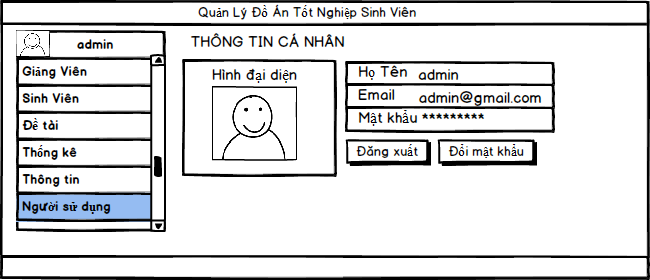 Quản Lý Đồ Án Tốt Nghiệp Sinh Viên
admin
Giảng Viên
Sinh Viên
Đề tài
Thống kê
Thông tin
Người sử dụng
THÔNG TIN CÁ NHÂN
Hình đại diện
Họ Tên admin
Email admin@gmail.com
Mật khẩu *********
Đăng xuất Đổi mật khẩu